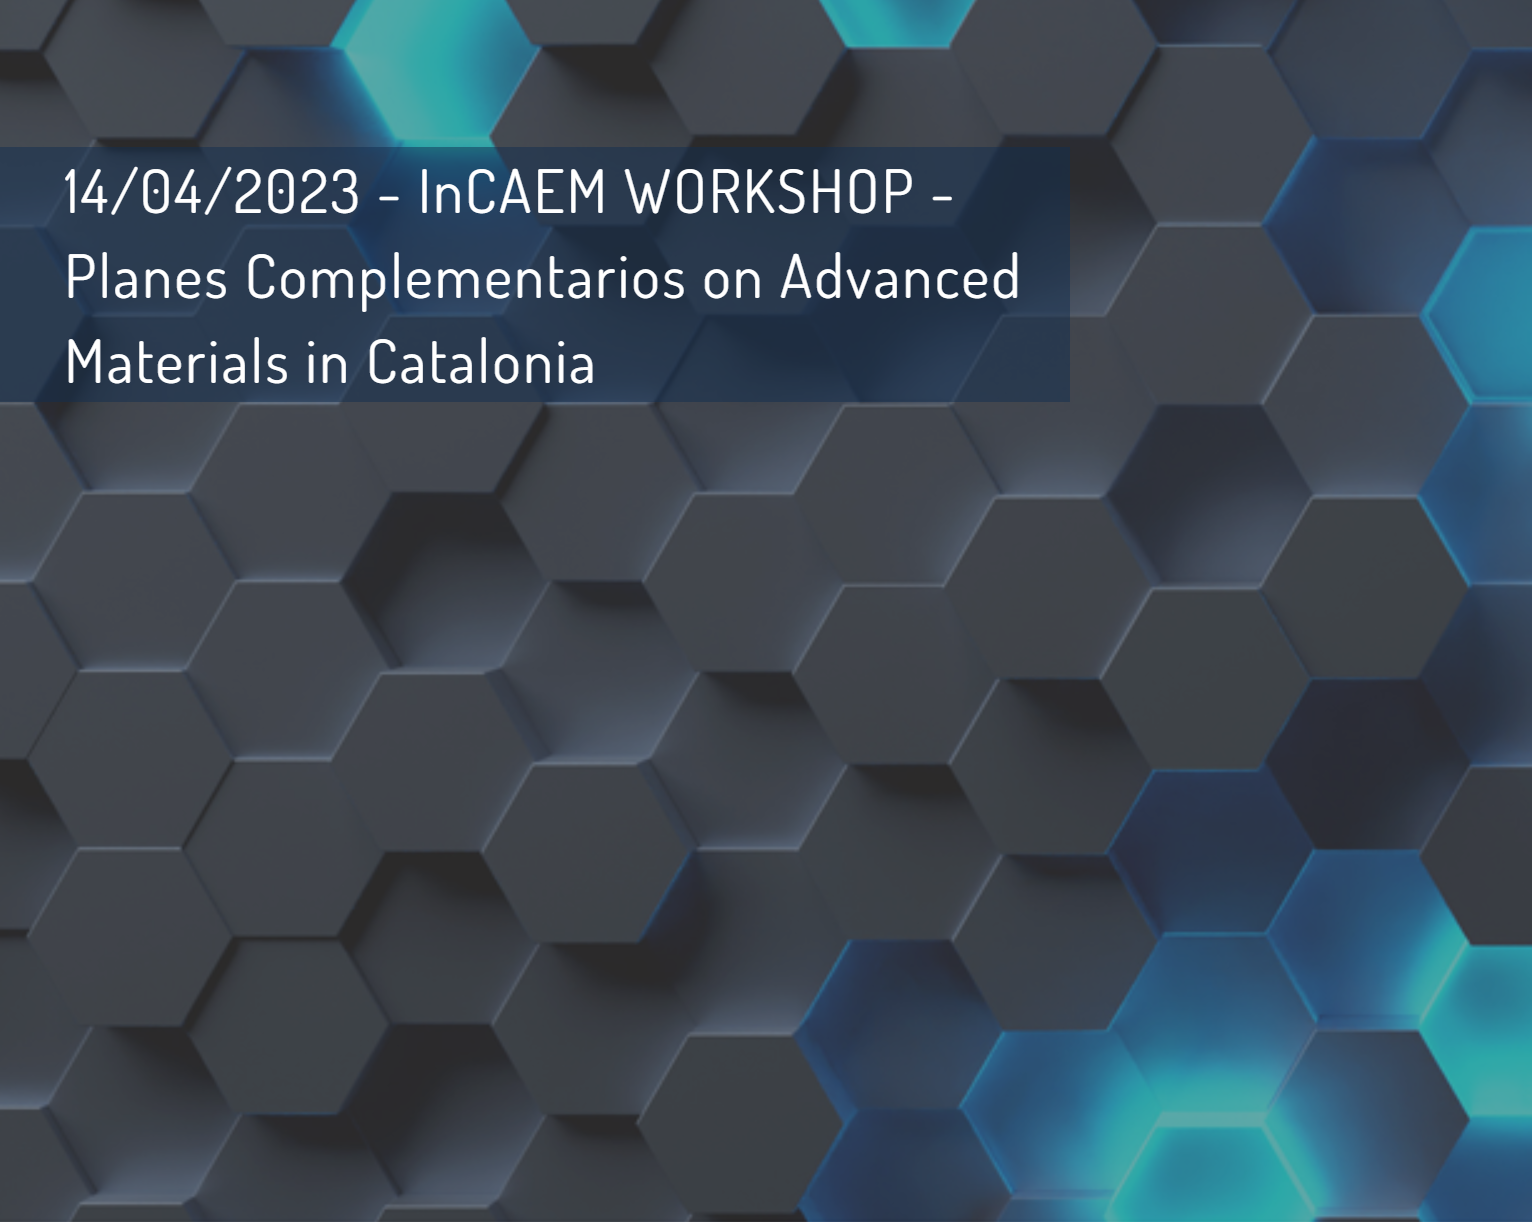 14/04/2023 - InCAEM WORKSHOP -
Planes Complementarios on Advanced
Materials in Catalonia